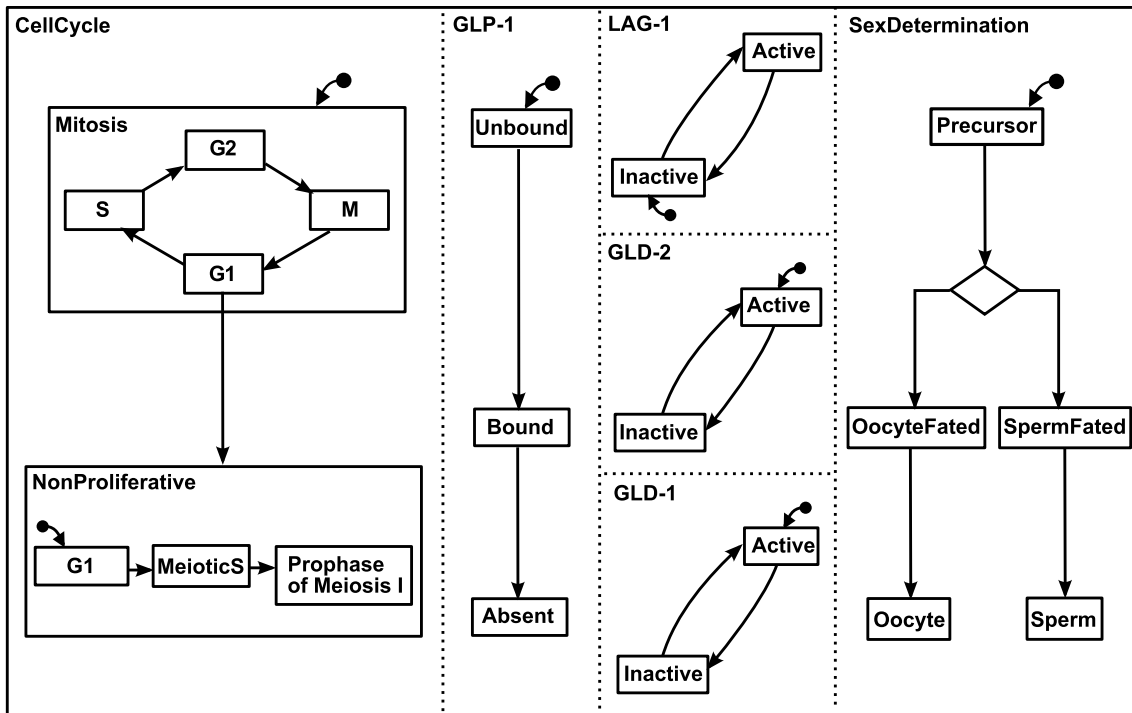 CellCycle
Mitosis
G2
S
M
G1
NonProliferative
G1
MeioticS
Prophase
of Meiosis I
GLP-1
Unbound
Bound
Absent
LAG-1
Active
Inactive
GLD-2
Active
Inactive
GLD-1
Active
Inactive
SexDetermination
Precursor
OocyteFated
SpermFated
Oocyte
Sperm